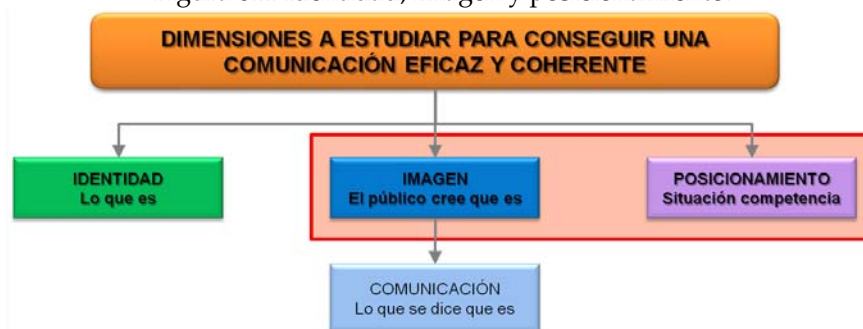 DIMENSIONES A ESTUDIAR PARA CONSEGUIR UNA
COMUNICACIÓN EFICAZ Y COHERENTE
IDENTIDAD
Lo que es
IMAGEN
El público cree que es
POSICIONAMIENTO
Situación competencia
COMUNICACIÓN
Lo que se dice que es